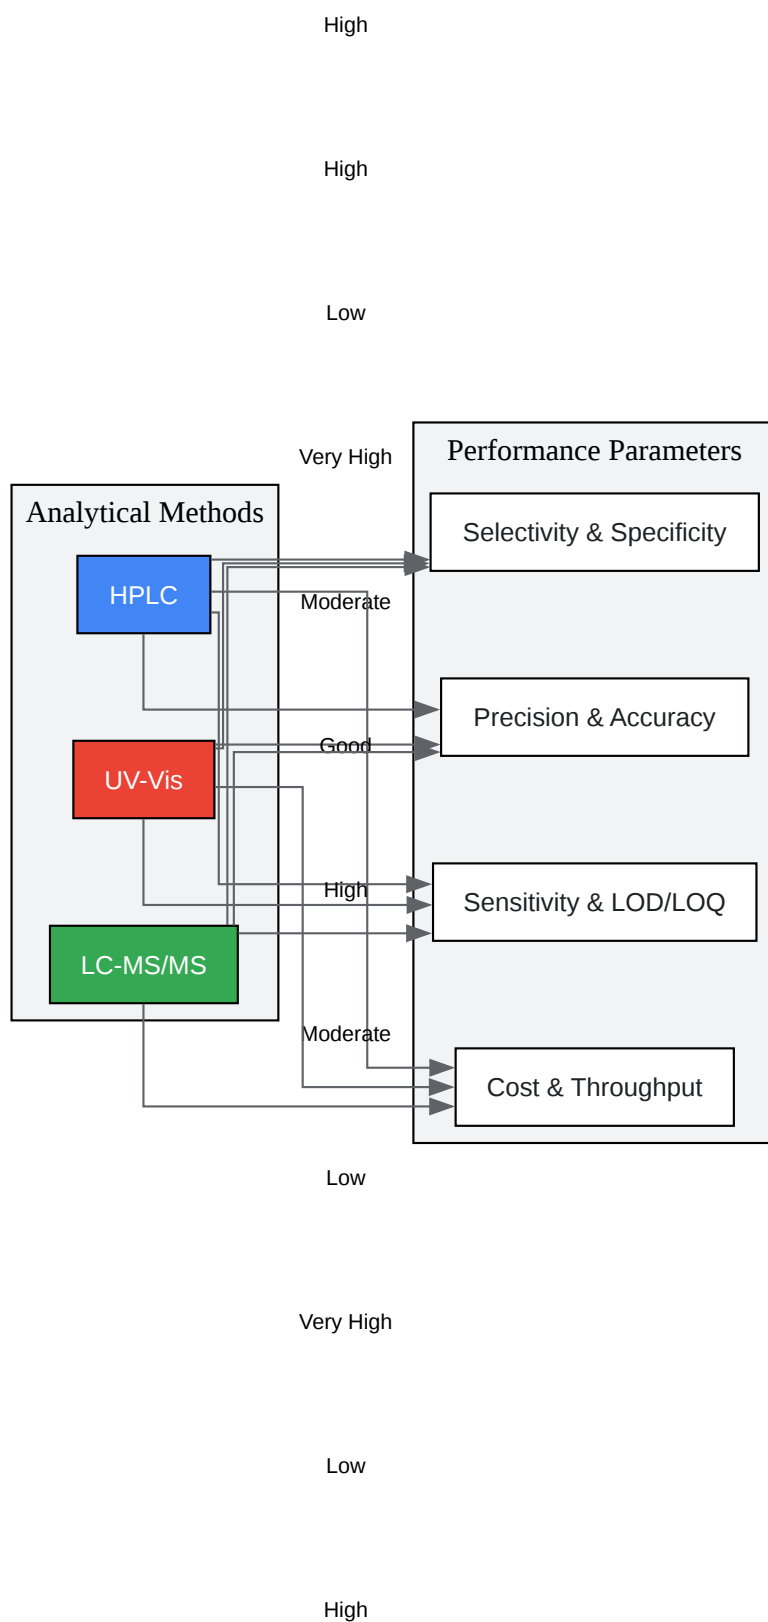 High
High
Low
Very High
Performance Parameters
Analytical Methods
Selectivity & Specificity
HPLC
Moderate
Precision & Accuracy
Good
UV-Vis
High
Sensitivity & LOD/LOQ
LC-MS/MS
Moderate
Cost & Throughput
Low
Very High
Low
High